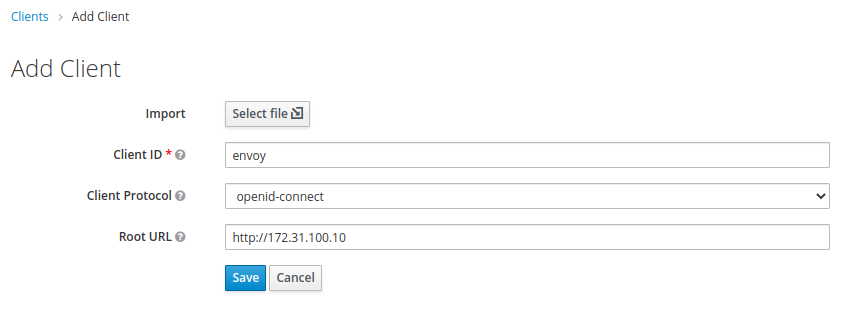 Clients > Add Client
Add Client
Import Select file
Client ID * envoy
Client Protocol openid-connect
Root URL http://172.31.100.10
Save Cancel